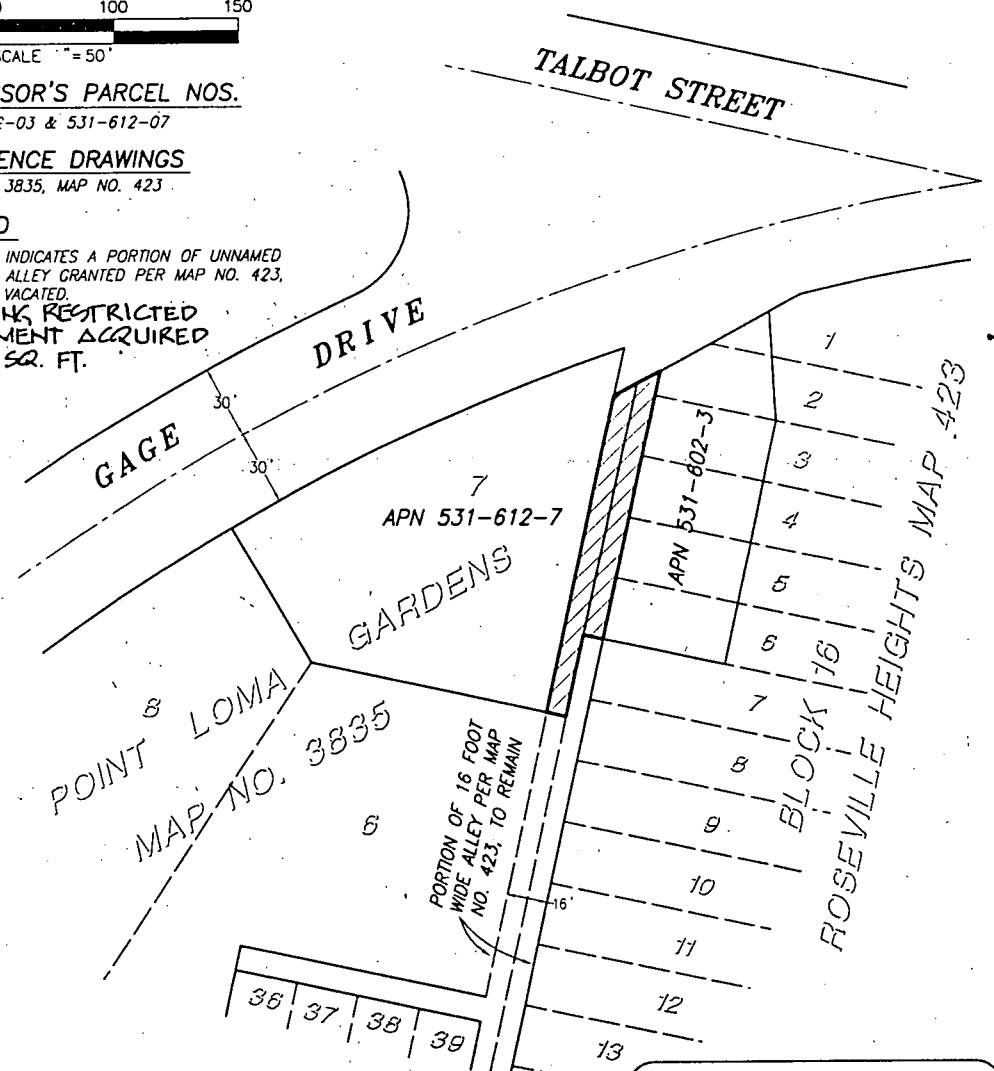 100 150
SCALE "=50'
SOR'S PARCEL NOS.
-03 & 531-612-07
ENCE DRAWINGS
3835, MAP NO. 423
INDICATES A PORTION OF UNNAMED
ALLEY GRANTED PER MAP NO. 423,
VACATED.
NG RESTRICTED
MENT ACQUIRED
SQ. FT.
TALBOT STREET
GAGE DRIVE
30'
30'
7
APN 531-612-7
APN 531-602-3
POINT LOMA GARDENS
MAP NO. 3835
8
6
1
2
3
4
5
6
7
8
9
10
11
12
13
BLOCK 16
ROSEVILLE HEIGHTS MAP 423
PORTION OF 16 FOOT
WIDE ALLEY PER MAP
NO. 423, TO REMAIN
16'
36 37 38 39